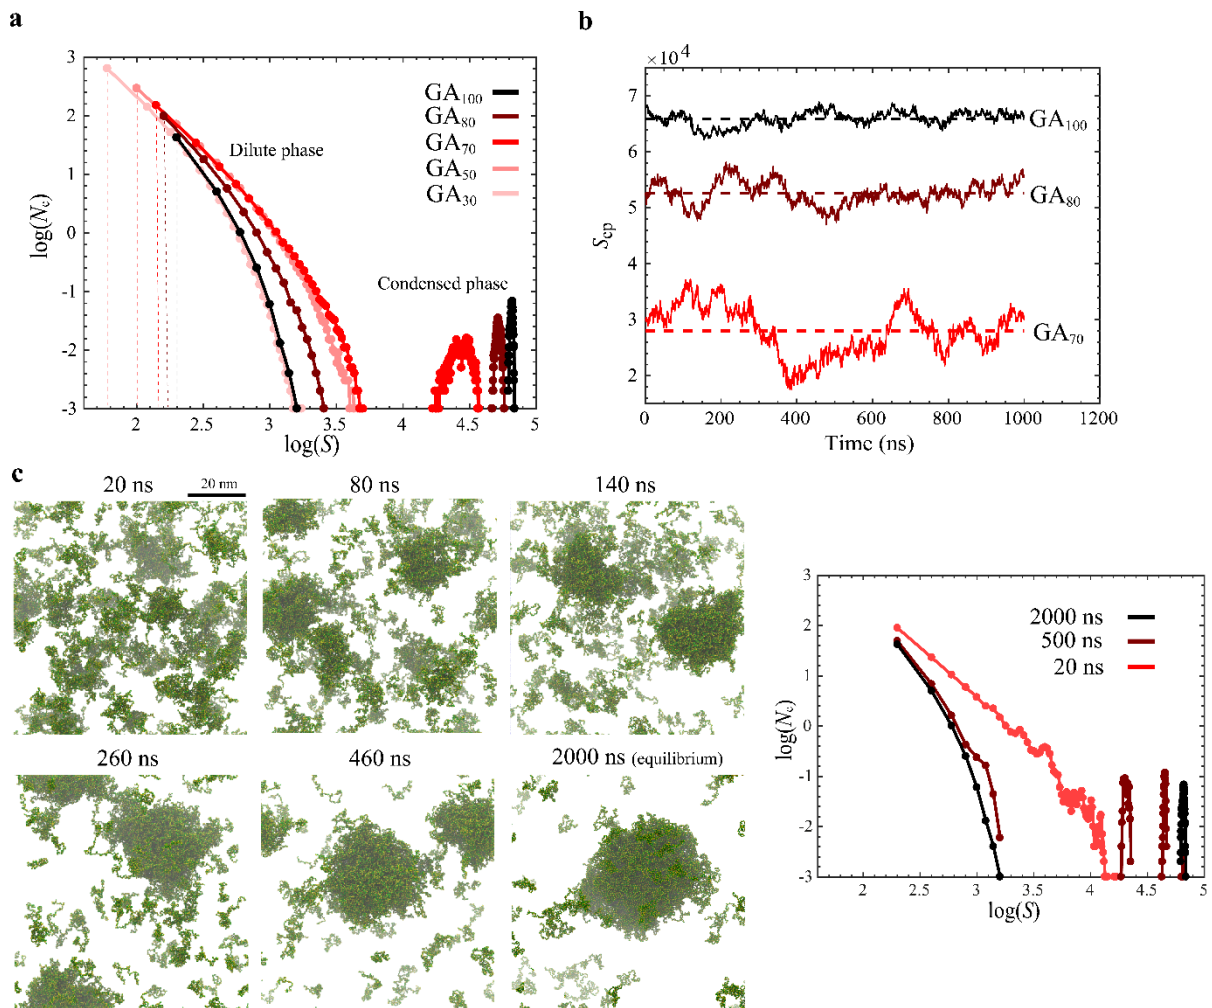 a
3
2
1
0
-1
-2
-3
log(Nc)
2
2.5
3
3.5
4
4.5
5
log(S)
Dilute phase
Condensed phase
GA100
GA80
GA70
GA50
GA30
b
×10⁴
7
6
5
4
3
2
Scp
0
200
400
600
800
1000
1200
Time (ns)
GA100
GA80
GA70
c
20 ns
20 nm
80 ns
140 ns
260 ns
460 ns
2000 ns (equilibrium)
3
2
1
0
-1
-2
-3
log(Nc)
2
2.5
3
3.5
4
4.5
5
log(S)
2000 ns
500 ns
20 ns